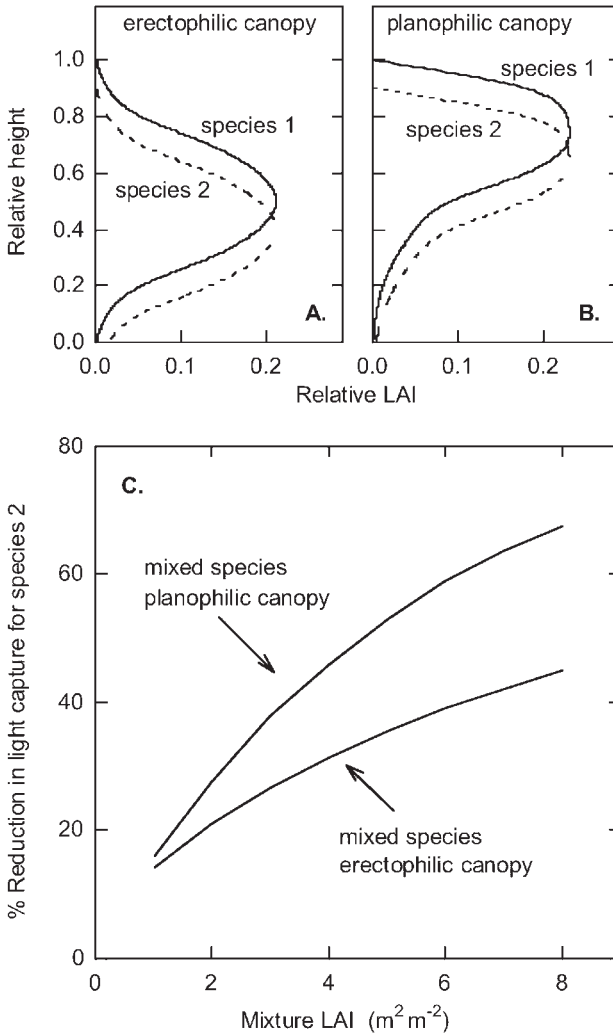 erectophilic canopy
planophilic canopy
1.0
0.8
0.6
0.4
0.2
0.0
Relative height
species 1
species 2
A.
species 1
species 2
B.
0.0
0.1
0.2
0.0
0.1
0.2
Relative LAI
80
60
40
20
0
% Reduction in light capture for species 2
C.
mixed species
planophilic canopy
mixed species
erectophilic canopy
0
2
4
6
8
Mixture LAI (m² m⁻²)